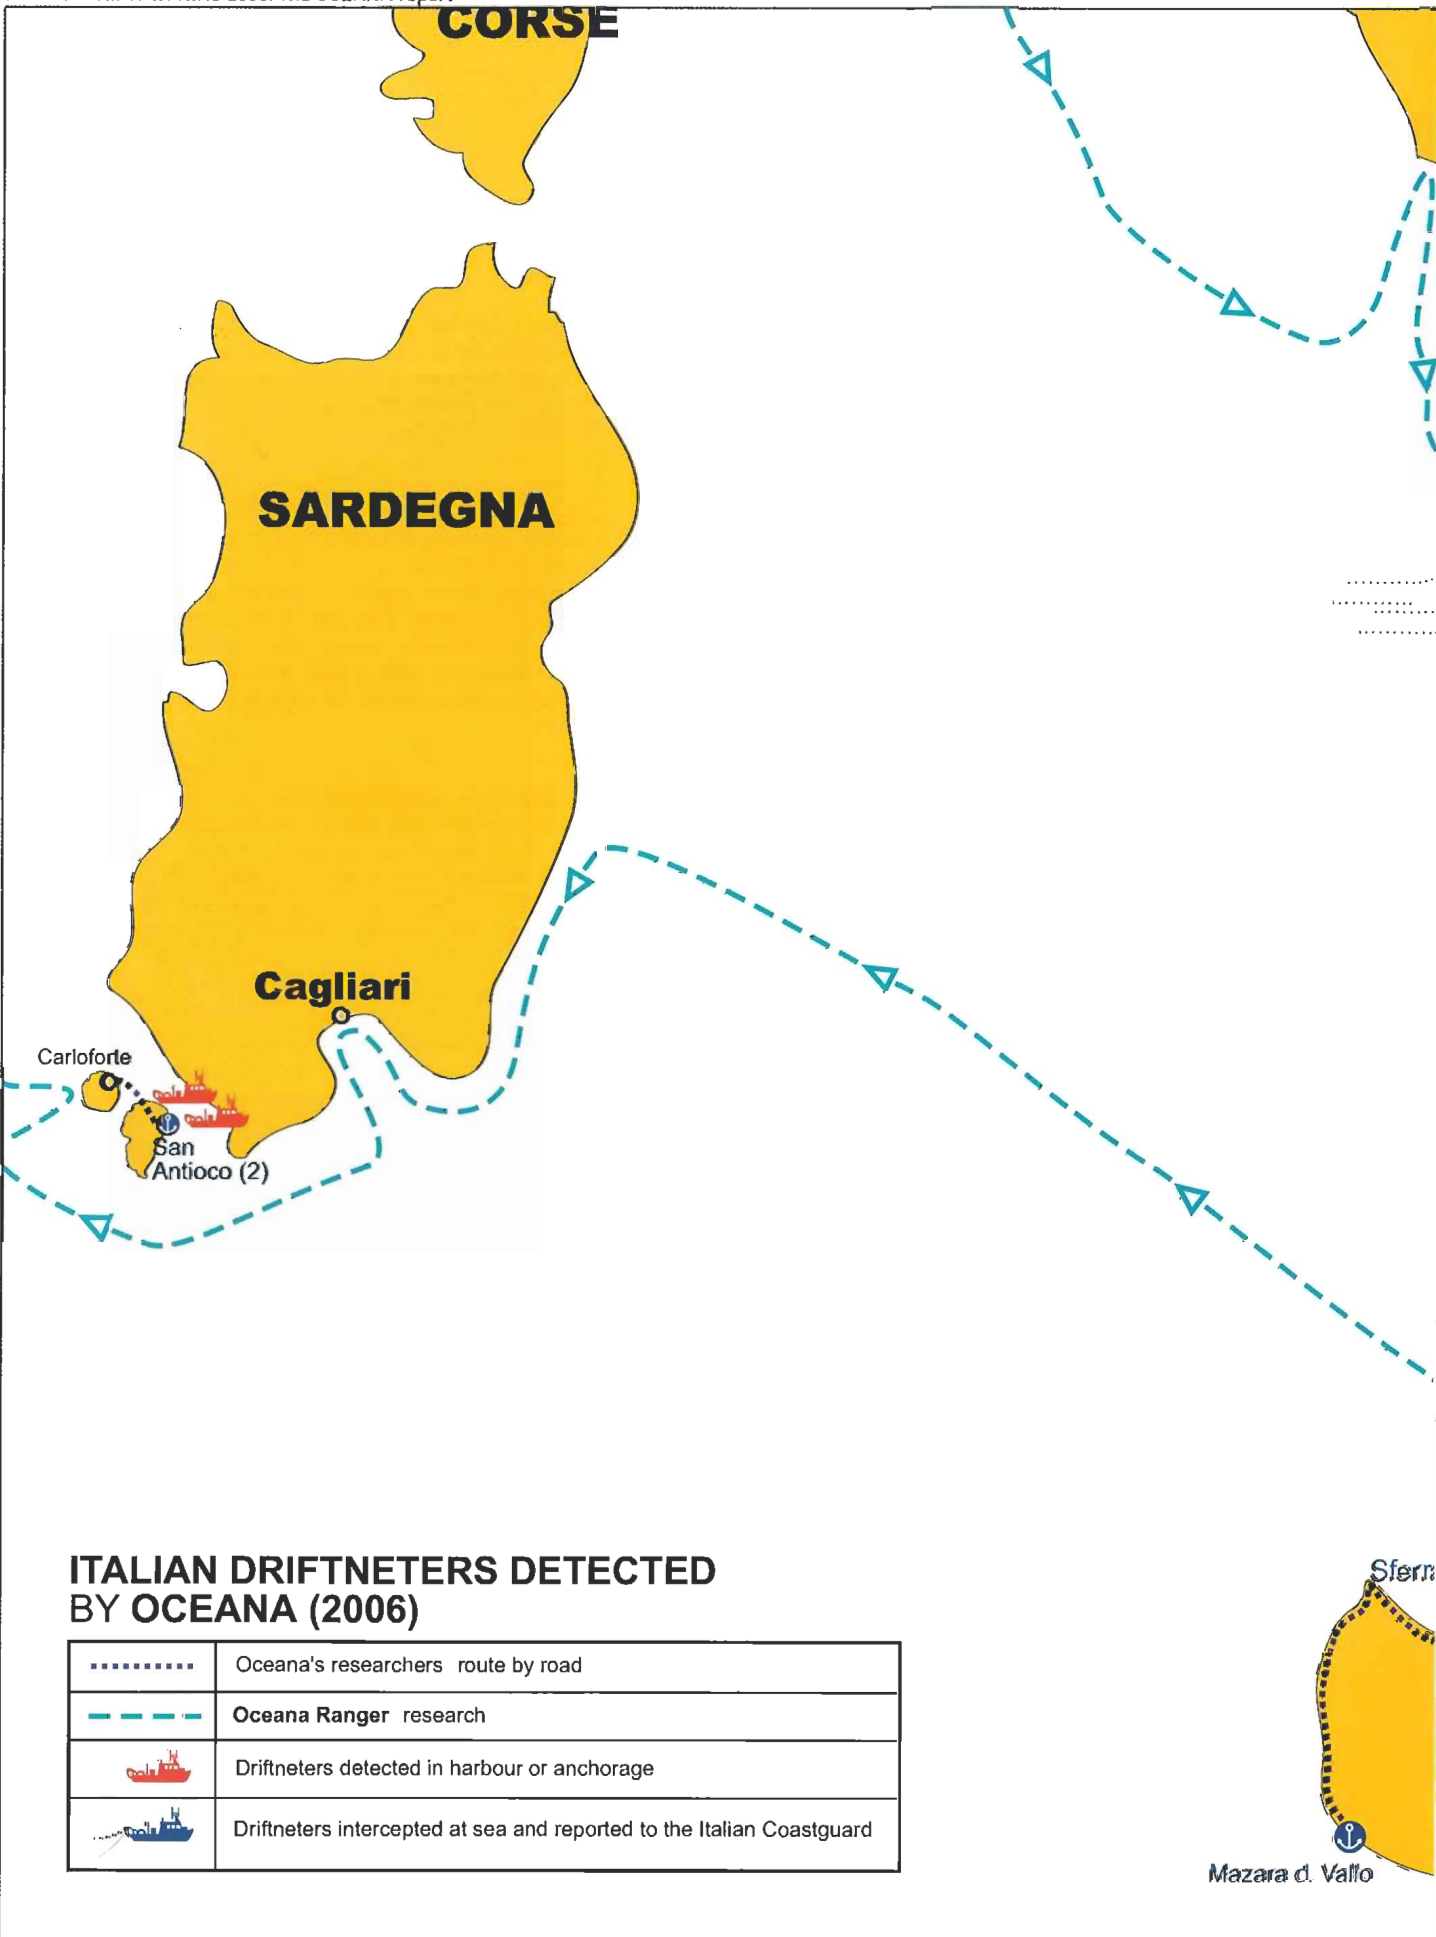 CORSE
SARDEGNA
Cagliari
Carloforte
San
Antioco (2)
ITALIAN DRIFTNETERS DETECTED
BY OCEANA (2006)
Oceana's researchers route by road
Oceana Ranger research
Driftneters detected in harbour or anchorage
Driftneters intercepted at sea and reported to the Italian Coastguard
Mazara d. Vallo